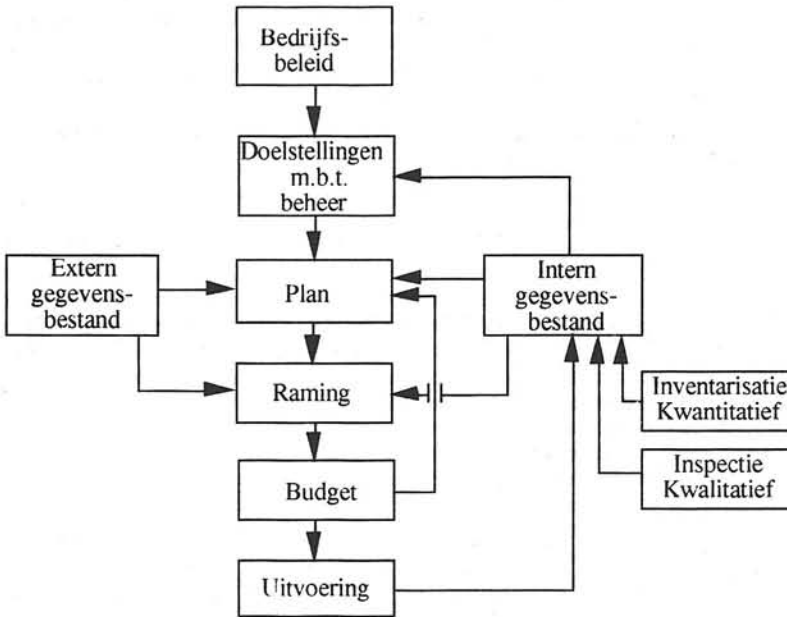 Bedrijfs-
beleid
Doelstellingen
m.b.t.
beheer
Extern
gegevens-
bestand
Plan
Intern
gegevens-
bestand
Raming
Inventarisatie
Kwantitatief
Budget
Inspectie
Kwalitatief
Uitvoering